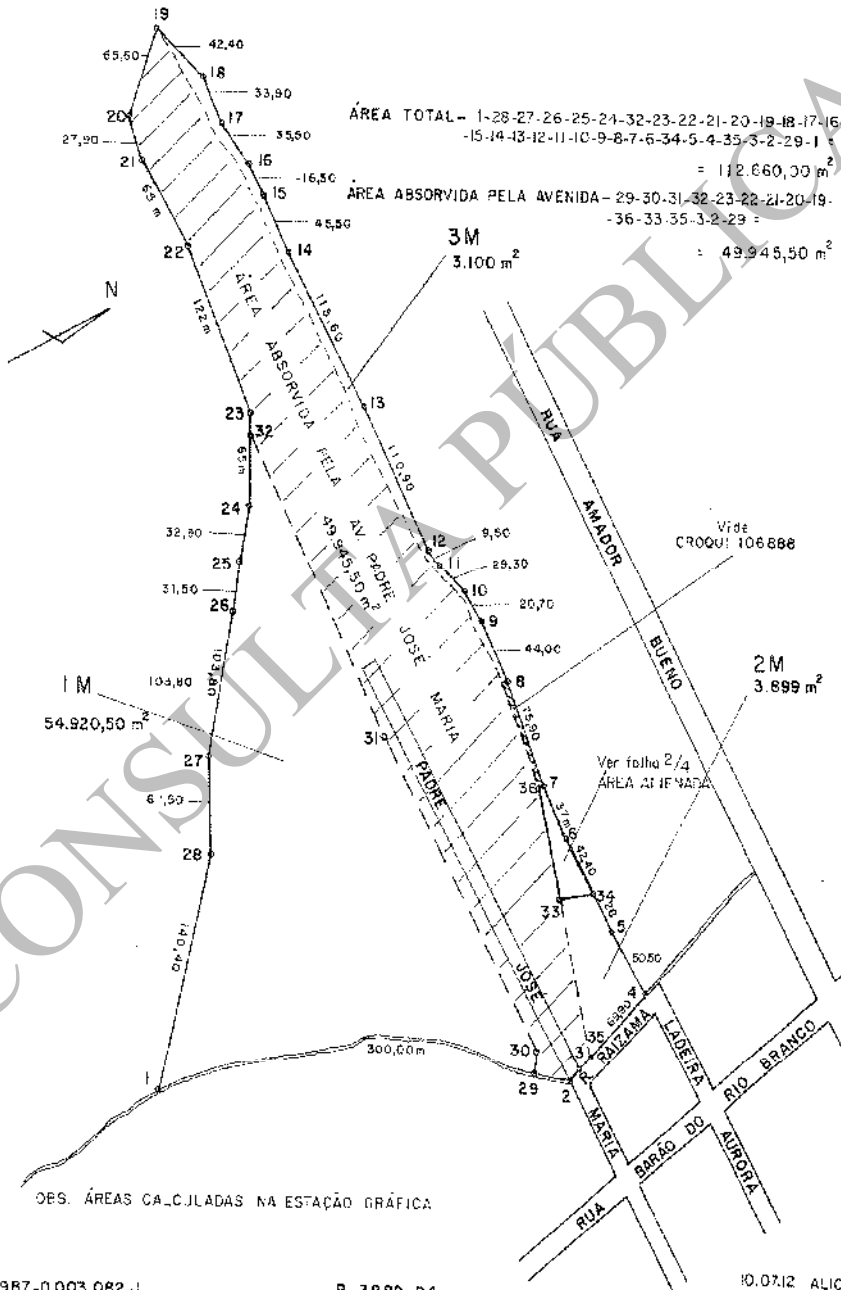 19
42,40
65,60
18
33,90
20
17
35,50
27,90
21
16
16,50
15
45,50
14
22
ÁREA TOTAL- 1-28-27-26-25-24-32-23-22-21-20-19-18-17-16-
-15-14-13-12-11-10-9-8-7-6-34-5-4-35-3-2-29-1 =
= 112.660,00 m²
ÁREA ABSORVIDA PELA AVENIDA-29-30-31-32-23-22-21-20-19-
-36-33-35-3-2-29 =
= 49.945,50 m²
3M
3.100 m²
N
122 m
23
32
65 m
24
32,80
25
31,50
26
103,80
103,80
27
28
140,40
1
300,00m
13
110,90
12
9,60
11
29,30
10
20,70
9
44,00
8
7
36
37m
6
42,40
34
33
5
50,50
4
69,90
35
3
2
29
30
31
ÁREA ABSORVIDA PELA AV. PADRE JOSÉ MARIA
49.945,50 m²
PADRE JOSÉ MARIA
RUA AMADOR BUENO
Vide
CROQUI 106888
2M
3.899 m²
Ver folha 2/4
1M
54.920,50 m²
R. RAIZAMA
LADEIRA AURORA
RUA BARÃO DO RIO BRANCO
OBS. ÁREAS CALCULADAS NA ESTAÇÃO GRÁFICA
10.07.12
CONSULTA PÚBLICA